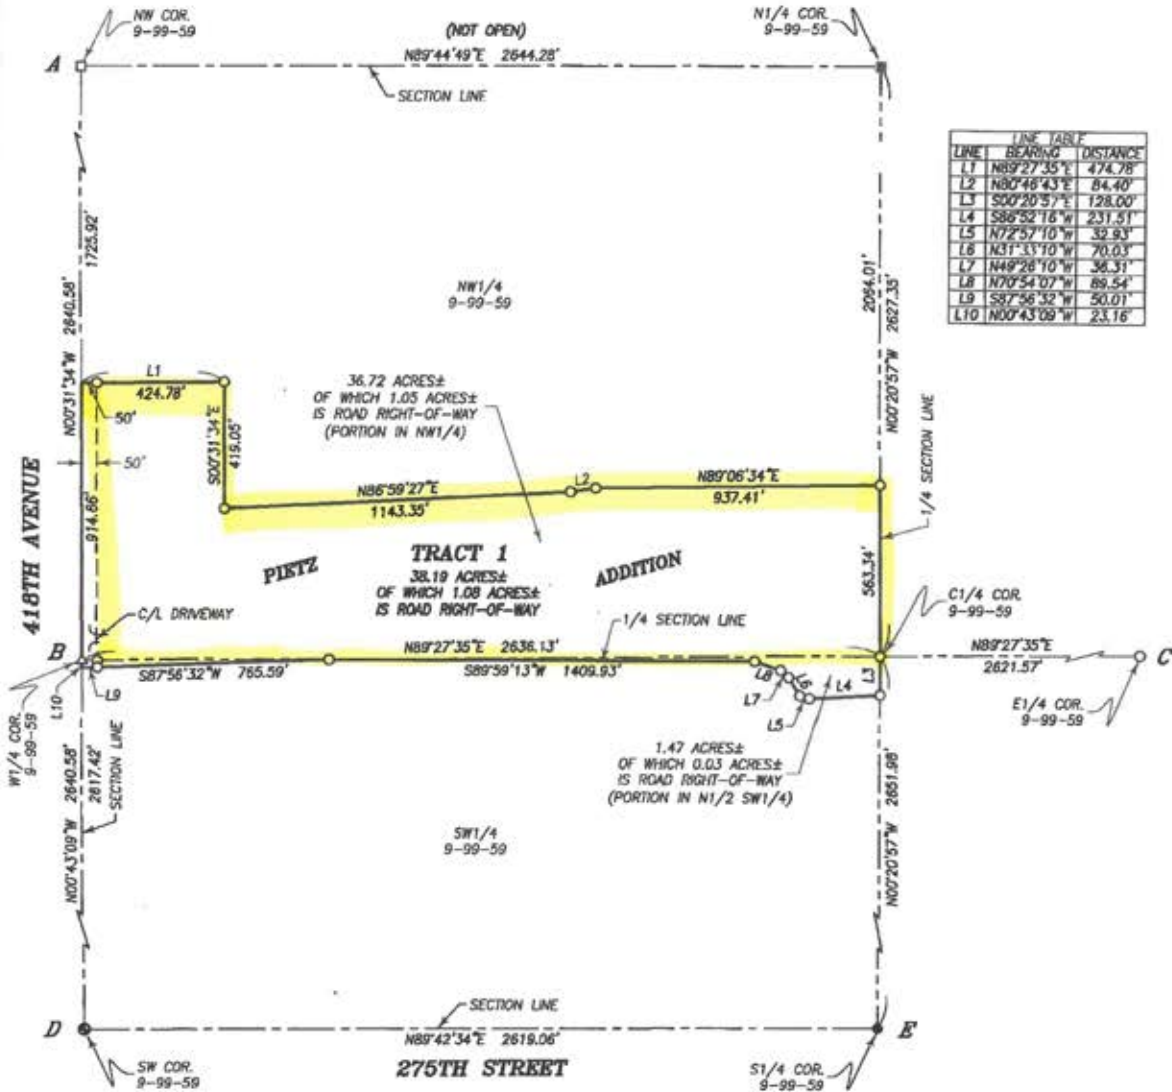 NW COR.
9-99-59
(NOT OPEN)
N1/4 COR.
9-99-59
A
N89°44'49"E 2644.28'
SECTION LINE
LINE TABLE
LINE BEARING DISTANCE
L1 N89°27'35"E 474.78'
L2 N80°46'43"E 84.40'
L3 S00°20'57"E 128.00'
L4 S86°52'16"W 231.51'
L5 N72°57'10"W 32.93'
L6 N31°33'10"W 70.03'
L7 N49°26'10"W 36.31'
L8 N70°54'07"W 89.54'
L9 S87°56'32"W 50.01'
L10 N00°43'09"W 23.16'
1725.92'
N00°31'34"W 2640.58'
NW1/4
9-99-59
2064.01'
N00°20'57"W 2627.35'
L1
424.78'
50'
50'
S00°31'34"E
419.05'
36.72 ACRES±
OF WHICH 1.05 ACRES±
IS ROAD RIGHT-OF-WAY
(PORTION IN NW1/4)
1/4 SECTION LINE
418TH AVENUE
914.66'
N86°59'27"E
1143.35'
L2
N89°06'34"E
937.41'
563.34'
PIETZ
TRACT 1
ADDITION
38.19 ACRES±
OF WHICH 1.08 ACRES±
IS ROAD RIGHT-OF-WAY
C/L DRIVEWAY
1/4 SECTION LINE
C1/4 COR.
9-99-59
B
N89°27'35"E 2636.13'
N89°27'35"E
2621.57'
C
S87°56'32"W 765.59'
S89°59'13"W 1409.93'
L8
L6
L4
L3
L10
L9
L7
L5
W1/4 COR.
9-99-59
E1/4 COR.
9-99-59
1.47 ACRES±
OF WHICH 0.03 ACRES±
IS ROAD RIGHT-OF-WAY
(PORTION IN N1/2 SW1/4)
N00°43'09"W 2640.58'
2617.42'
SECTION LINE
SW1/4
9-99-59
N00°20'57"W 2651.98'
SECTION LINE
D
N89°42'34"E 2619.06'
E
SW COR.
9-99-59
275TH STREET
S1/4 COR.
9-99-59